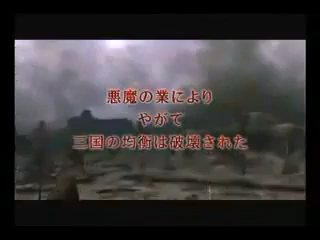 悪魔の業により
やがて
三国の均衡は破壊された